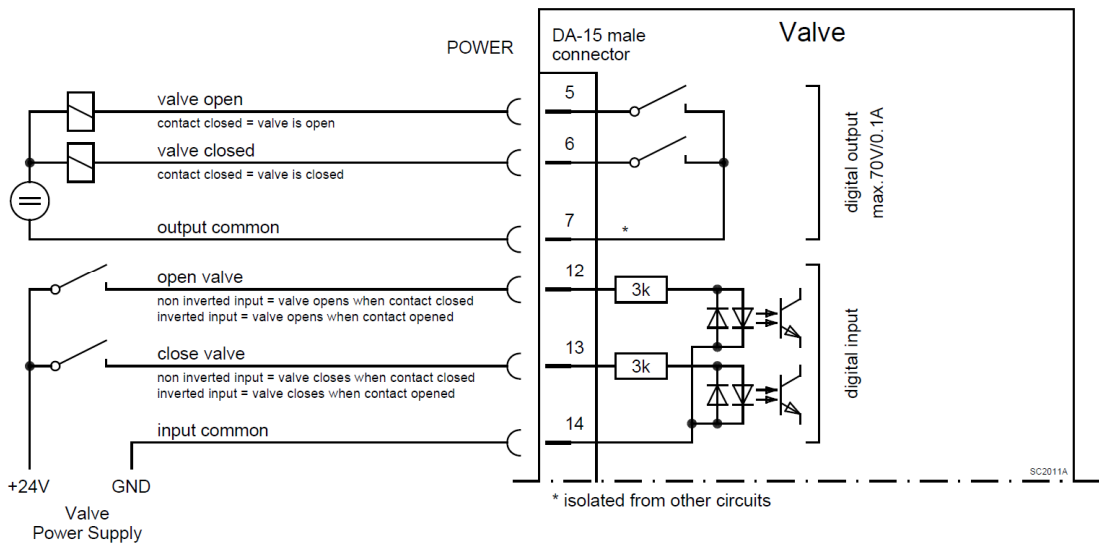 Valve
POWER
DA-15 male
connector
5
valve open
contact closed = valve is open
6
valve closed
contact closed = valve is closed
digital output
max.70V/0.1A
7
output common
*
12
open valve
3k
non inverted input = valve opens when contact closed
inverted input = valve opens when contact opened
13
close valve
3k
non inverted input = valve closes when contact closed
inverted input = valve closes when contact opened
digital input
14
input common
SC2011A
+24V
GND
* isolated from other circuits
Valve
Power Supply